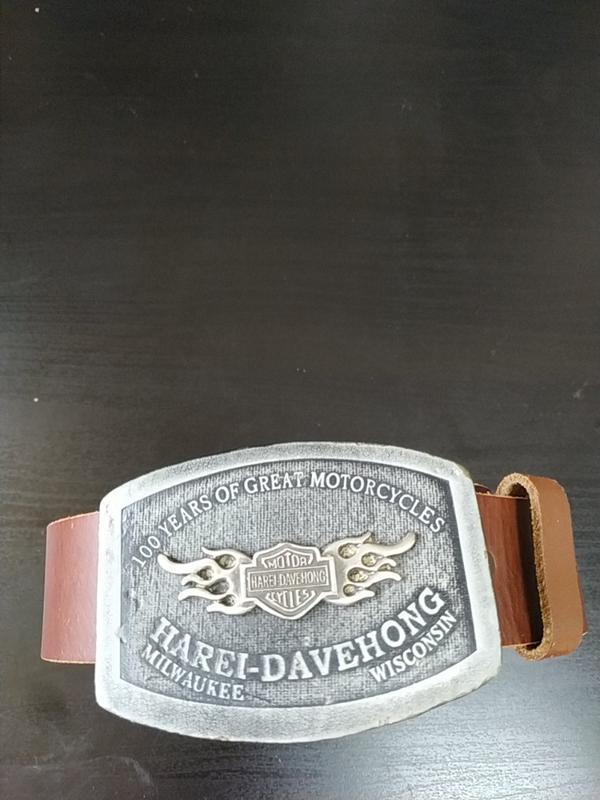 100 YEARS OF GREAT MOTORCYCLES
MOTOR
HAREI-DAVEHONG
CYCLES
HAREI-DAVEHONG
MILWAUKEE WISCONSIN